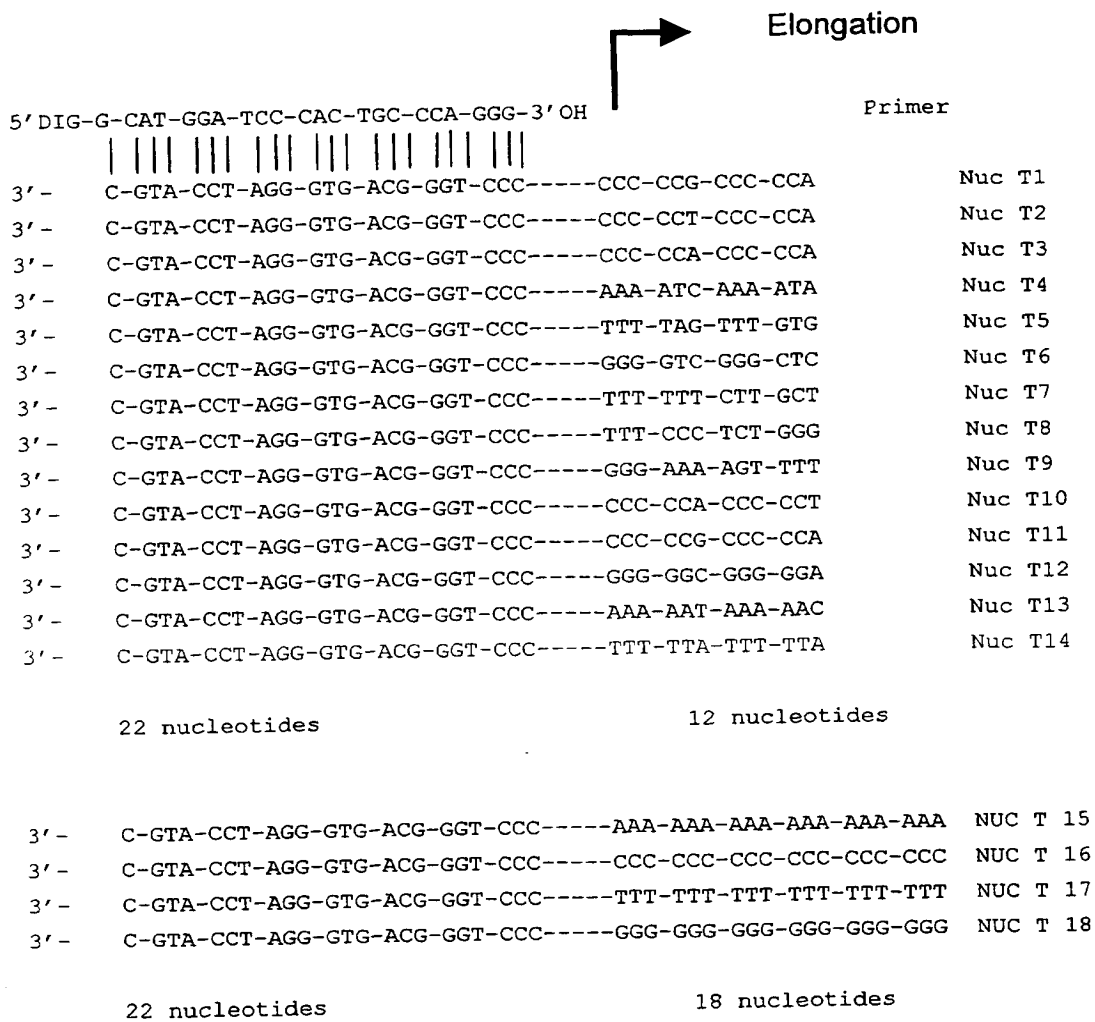 Elongation
5'DIG-G-CAT-GGA-TCC-CAC-TGC-CCA-GGG-3'OH Primer
3'- C-GTA-CCT-AGG-GTG-ACG-GGT-CCC-----CCC-CCG-CCC-CCA Nuc T1
3'- C-GTA-CCT-AGG-GTG-ACG-GGT-CCC-----CCC-CCT-CCC-CCA Nuc T2
3'- C-GTA-CCT-AGG-GTG-ACG-GGT-CCC-----CCC-CCA-CCC-CCA Nuc T3
3'- C-GTA-CCT-AGG-GTG-ACG-GGT-CCC-----AAA-ATC-AAA-ATA Nuc T4
3'- C-GTA-CCT-AGG-GTG-ACG-GGT-CCC-----TTT-TAG-TTT-GTG Nuc T5
3'- C-GTA-CCT-AGG-GTG-ACG-GGT-CCC-----GGG-GTC-GGG-CTC Nuc T6
3'- C-GTA-CCT-AGG-GTG-ACG-GGT-CCC-----TTT-TTT-CTT-GCT Nuc T7
3'- C-GTA-CCT-AGG-GTG-ACG-GGT-CCC-----TTT-CCC-TCT-GGG Nuc T8
3'- C-GTA-CCT-AGG-GTG-ACG-GGT-CCC-----GGG-AAA-AGT-TTT Nuc T9
3'- C-GTA-CCT-AGG-GTG-ACG-GGT-CCC-----CCC-CCA-CCC-CCT Nuc T10
3'- C-GTA-CCT-AGG-GTG-ACG-GGT-CCC-----CCC-CCG-CCC-CCA Nuc T11
3'- C-GTA-CCT-AGG-GTG-ACG-GGT-CCC-----GGG-GGC-GGG-GGA Nuc T12
3'- C-GTA-CCT-AGG-GTG-ACG-GGT-CCC-----AAA-AAT-AAA-AAC Nuc T13
3'- C-GTA-CCT-AGG-GTG-ACG-GGT-CCC-----TTT-TTA-TTT-TTA Nuc T14
22 nucleotides 12 nucleotides
3'- C-GTA-CCT-AGG-GTG-ACG-GGT-CCC-----AAA-AAA-AAA-AAA-AAA-AAA NUC T 15
3'- C-GTA-CCT-AGG-GTG-ACG-GGT-CCC-----CCC-CCC-CCC-CCC-CCC-CCC NUC T 16
3'- C-GTA-CCT-AGG-GTG-ACG-GGT-CCC-----TTT-TTT-TTT-TTT-TTT-TTT NUC T 17
3'- C-GTA-CCT-AGG-GTG-ACG-GGT-CCC-----GGG-GGG-GGG-GGG-GGG-GGG NUC T 18
22 nucleotides 18 nucleotides